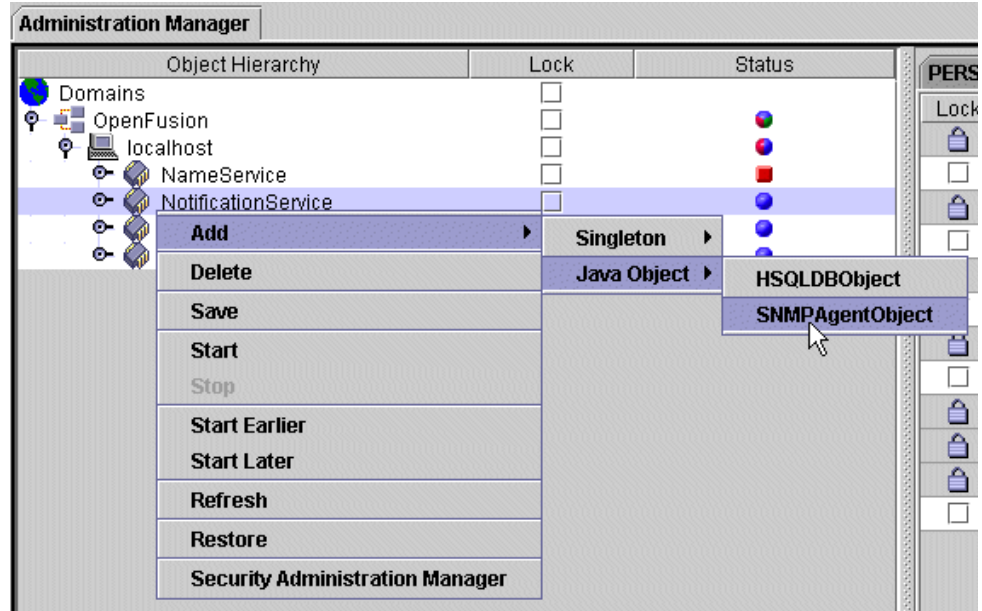 Administration Manager
Object Hierarchy Lock Status
PERS
Lock
Domains
OpenFusion
localhost
NameService
NotificationService
Add
Delete
Save
Start
Stop
Start Earlier
Start Later
Refresh
Restore
Security Administration Manager
Singleton
Java Object
HSQLDBObject
SNMPAgentObject